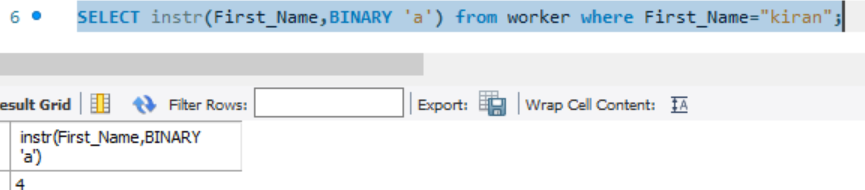 6 SELECT instr(First_Name,BINARY 'a') from worker where First_Name="kiran";
esult Grid Filter Rows: Export: Wrap Cell Content: IA
instr(First_Name,BINARY
'a')
4